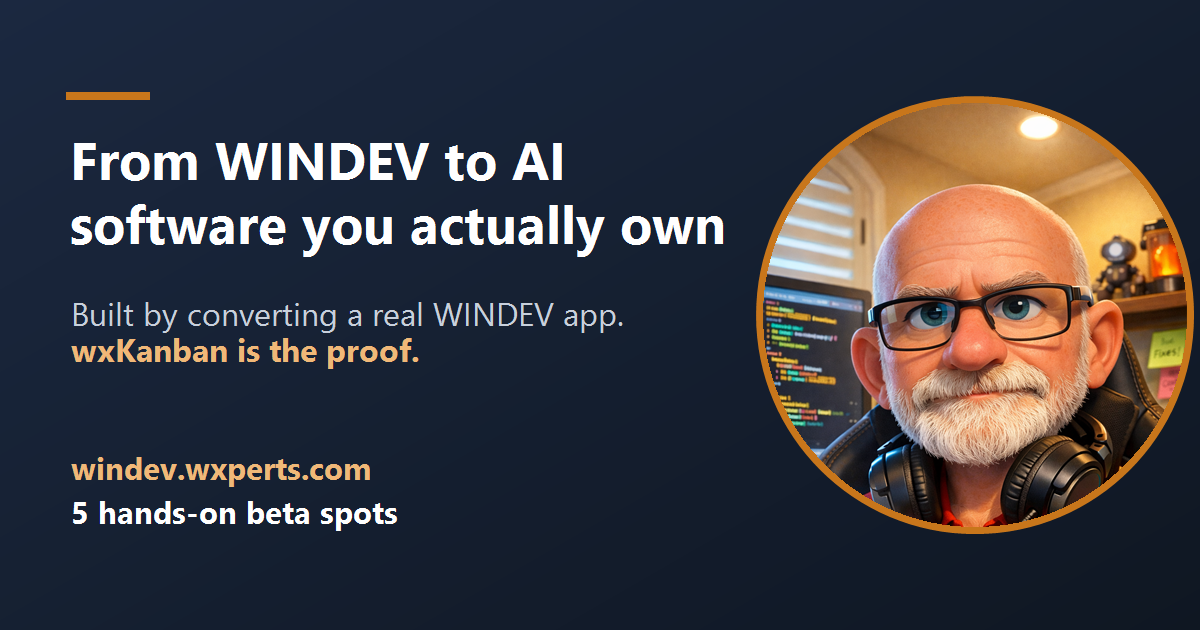 From WINDEV to AI
software you actually own
Built by converting a real WINDEV app.
wxKanban is the proof.
windev.wxperts.com
5 hands-on beta spots
Fixes!